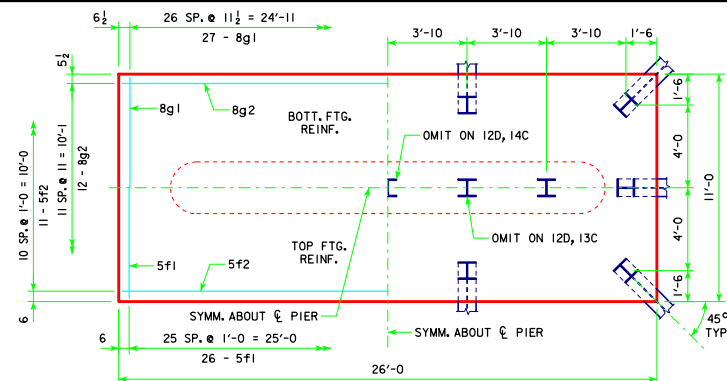 6½ 26 SP. @ 11½ = 24'-11
27 - 8g1
3'-10 3'-10 3'-10 1'-6
5½
8g1
8g2
BOTT. FTG.
REINF.
OMIT ON 12D, 14C
1'-6
4'-0
11'-0
10 SP. @ 1'-0 = 10'-0
11 - 5f2
11 SP. @ 11 = 10'-1
12 - 8g2
OMIT ON 12D, 13C
4'-0
TOP FTG.
REINF.
5f1
5f2
1'-6
6
SYMM. ABOUT ℄ PIER
SYMM. ABOUT ℄ PIER
45°
TYP
6 25 SP. @ 1'-0 = 25'-0
26 - 5f1
26'-0